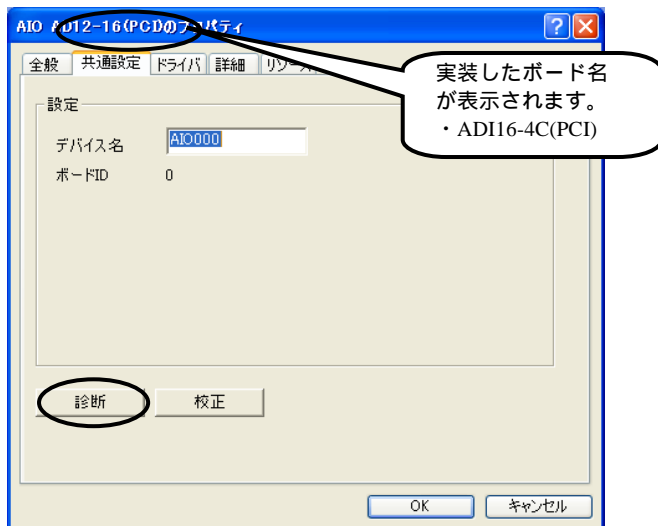 AIO AD12-16(PCI)のプロパティ
全般 共通設定 ドライバ 詳細
実装したボード名
が表示されます。
・ADI16-4C(PCI)
設定
デバイス名 AIO000
ボードID 0
診断 校正
OK キャンセル